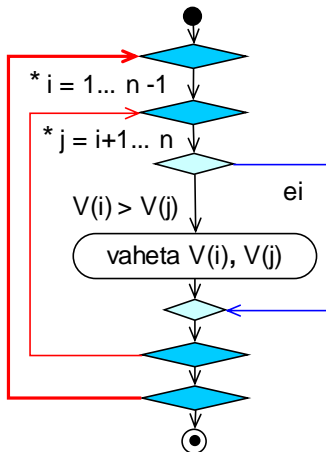 * i = 1... n -1
* j = i+1... n
ei
V(i) > V(j)
vaheta V(i), V(j)